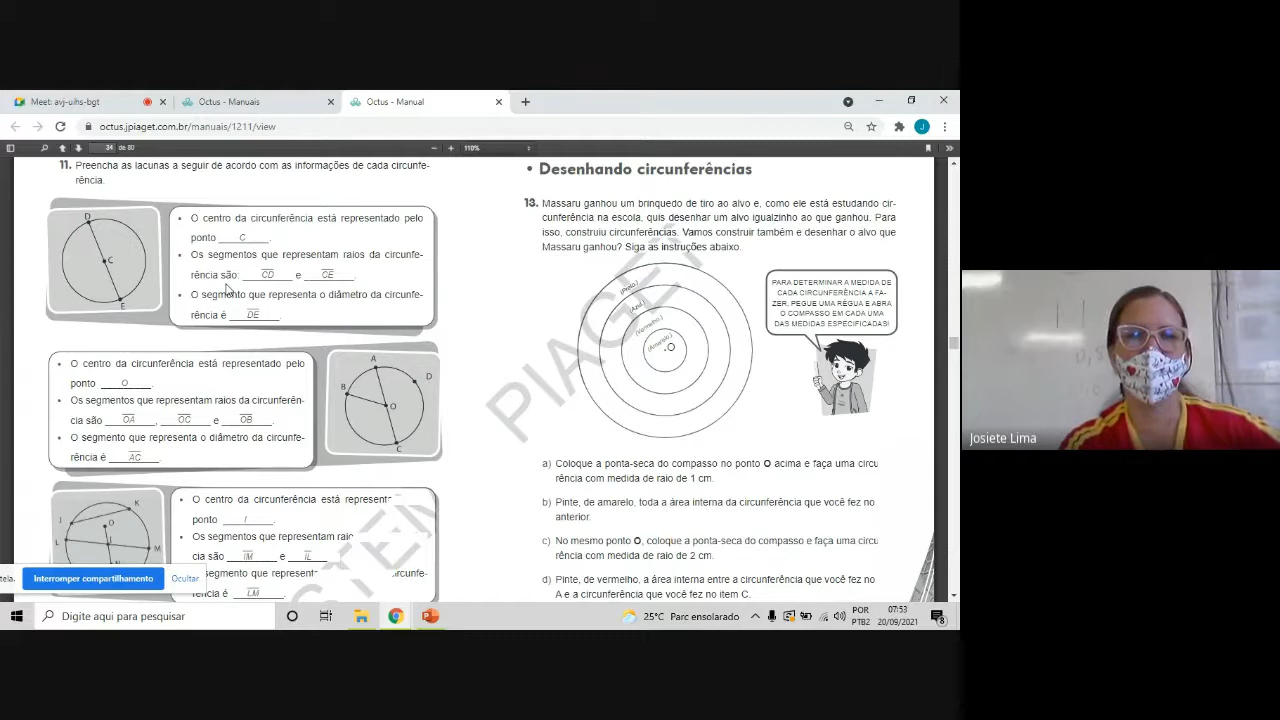 Meet: avj-uihs-bgt
Octus - Manuais
Octus - Manual
octus.jpiaget.com.br/manuais/1211/view
34 de 80
110%
11. Preencha as lacunas a seguir de acordo com as informações de cada circunfe-
rência.
D
C
E
• O centro da circunferência está representado pelo
ponto C.
• Os segmentos que representam raios da circunfe-
rência são: CD e CE.
• O segmento que representa o diâmetro da circunfe-
rência é DE.
• O centro da circunferência está representado pelo
ponto O.
• Os segmentos que representam raios da circunferên-
cia são OA, OC e OB.
• O segmento que representa o diâmetro da circunfe-
rência é AC.
A
D
B
O
C
K
J
O
L
I
M
N
• O centro da circunferência está represent
ponto I
• Os segmentos que representam raio
cia são IM e IL
segmento que represent circunfe-
rência é LM.
• Desenhando circunferências
13. Massaru ganhou um brinquedo de tiro ao alvo e, como ele está estudando cir-
cunferência na escola, quis desenhar um alvo igualzinho ao que ganhou. Para
isso, construiu circunferências. Vamos construir também e desenhar o alvo que
Massaru ganhou? Siga as instruções abaixo.
(Preto.)
(Azul.)
(Vermelho.)
(Amarelo.)
O
PARA DETERMINAR A MEDIDA DE
CADA CIRCUNFERÊNCIA A FA-
ZER, PEGUE UMA RÉGUA E ABRA
O COMPASSO EM CADA UMA
DAS MEDIDAS ESPECIFICADAS!
a) Coloque a ponta-seca do compasso no ponto O acima e faça uma circu
rência com medida de raio de 1 cm.
b) Pinte, de amarelo, toda a área interna da circunferência que você fez no
anterior.
c) No mesmo ponto O, coloque a ponta-seca do compasso e faça uma circu
rência com medida de raio de 2 cm.
d) Pinte, de vermelho, a área interna entre a circunferência que você fez no
A e a circunferência que você fez no item C.
PIAGET
SISTEM
tela.
Interromper compartilhamento
Ocultar
Digite aqui para pesquisar
25°C Parc ensolarado
POR
PTB2
07:53
20/09/2021
8
J
Josiete Lima